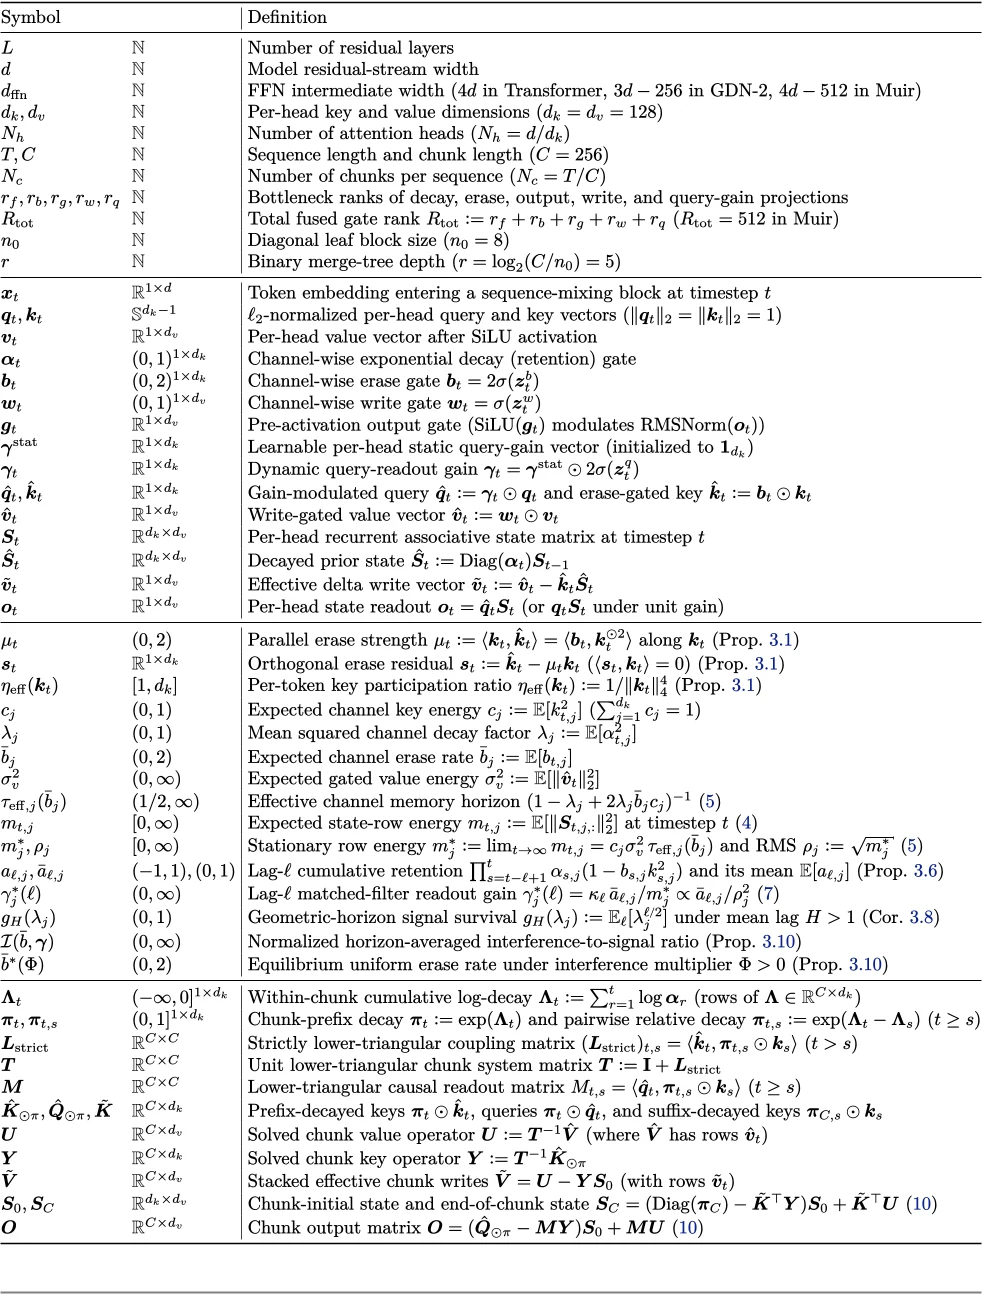 Symbol Definition
L ℕ Number of residual layers
d ℕ Model residual-stream width
d_ffn ℕ FFN intermediate width (4d in Transformer, 3d − 256 in GDN-2, 4d − 512 in Muir)
d_k, d_v ℕ Per-head key and value dimensions (d_k = d_v = 128)
N_h ℕ Number of attention heads (N_h = d/d_k)
T, C ℕ Sequence length and chunk length (C = 256)
N_c ℕ Number of chunks per sequence (N_c = T/C)
r_f, r_b, r_g, r_w, r_q ℕ Bottleneck ranks of decay, erase, output, write, and query-gain projections
R_tot ℕ Total fused gate rank R_tot := r_f + r_b + r_g + r_w + r_q (R_tot = 512 in Muir)
n_0 ℕ Diagonal leaf block size (n_0 = 8)
r ℕ Binary merge-tree depth (r = log_2(C/n_0) = 5)
x_t ℝ^{1×d} Token embedding entering a sequence-mixing block at timestep t
q_t, k_t 𝕊^{d_k−1} ℓ_2-normalized per-head query and key vectors (‖q_t‖_2 = ‖k_t‖_2 = 1)
v_t ℝ^{1×d_v} Per-head value vector after SiLU activation
α_t (0, 1)^{1×d_k} Channel-wise exponential decay (retention) gate
b_t (0, 2)^{1×d_k} Channel-wise erase gate b_t = 2σ(z_t^b)
w_t (0, 1)^{1×d_v} Channel-wise write gate w_t = σ(z_t^w)
g_t ℝ^{1×d_v} Pre-activation output gate (SiLU(g_t) modulates RMSNorm(o_t))
γ^stat ℝ^{1×d_k} Learnable per-head static query-gain vector (initialized to 1_{d_k})
γ_t ℝ^{1×d_k} Dynamic query-readout gain γ_t = γ^stat ⊙ 2σ(z_t^q)
q̂_t, k̂_t ℝ^{1×d_k} Gain-modulated query q̂_t := γ_t ⊙ q_t and erase-gated key k̂_t := b_t ⊙ k_t
v̂_t ℝ^{1×d_v} Write-gated value vector v̂_t := w_t ⊙ v_t
S_t ℝ^{d_k×d_v} Per-head recurrent associative state matrix at timestep t
Ŝ_t ℝ^{d_k×d_v} Decayed prior state Ŝ_t := Diag(α_t)S_{t−1}
ṽ_t ℝ^{1×d_v} Effective delta write vector ṽ_t := v̂_t − k̂_tŜ_t
o_t ℝ^{1×d_v} Per-head state readout o_t = q̂_tS_t (or q_tS_t under unit gain)
μ_t (0, 2) Parallel erase strength μ_t := ⟨k_t, k̂_t⟩ = ⟨b_t, k_t^{⊙2}⟩ along k_t (Prop. 3.1)
s_t ℝ^{1×d_k} Orthogonal erase residual s_t := k̂_t − μ_tk_t (⟨s_t, k_t⟩ = 0) (Prop. 3.1)
η_eff(k_t) [1, d_k] Per-token key participation ratio η_eff(k_t) := 1/‖k_t‖_4^4 (Prop. 3.1)
c_j (0, 1) Expected channel key energy c_j := 𝔼[k_{t,j}^2] (∑_{j=1}^{d_k} c_j = 1)
λ_j (0, 1) Mean squared channel decay factor λ_j := 𝔼[α_{t,j}^2]
b̄_j (0, 2) Expected channel erase rate b̄_j := 𝔼[b_{t,j}]
σ_v^2 (0, ∞) Expected gated value energy σ_v^2 := 𝔼[‖v̂_t‖_2^2]
τ_{eff,j}(b̄_j) (1/2, ∞) Effective channel memory horizon (1 − λ_j + 2λ_jb̄_jc_j)^{−1} (5)
m_{t,j} [0, ∞) Expected state-row energy m_{t,j} := 𝔼[‖S_{t,j,:}‖_2^2] at timestep t (4)
m_j^*, ρ_j [0, ∞) Stationary row energy m_j^* := lim_{t→∞} m_{t,j} = c_jσ_v^2 τ_{eff,j}(b̄_j) and RMS ρ_j := √m_j^* (5)
a_{ℓ,j}, ā_{ℓ,j} (−1, 1), (0, 1) Lag-ℓ cumulative retention ∏_{s=t−ℓ+1}^t α_{s,j}(1 − b_{s,j}k_{s,j}^2) and its mean 𝔼[a_{ℓ,j}] (Prop. 3.6)
γ_j^*(ℓ) (0, ∞) Lag-ℓ matched-filter readout gain γ_j^*(ℓ) = κ_ℓ ā_{ℓ,j}/m_j^* ∝ ā_{ℓ,j}/ρ_j^2 (7)
g_H(λ_j) (0, 1) Geometric-horizon signal survival g_H(λ_j) := 𝔼_ℓ[λ_j^{ℓ/2}] under mean lag H > 1 (Cor. 3.8)
𝓘(b̄, γ) (0, ∞) Normalized horizon-averaged interference-to-signal ratio (Prop. 3.10)
b̄^*(Φ) (0, 2) Equilibrium uniform erase rate under interference multiplier Φ > 0 (Prop. 3.10)
Λ_t (−∞, 0]^{1×d_k} Within-chunk cumulative log-decay Λ_t := ∑_{r=1}^t log α_r (rows of Λ ∈ ℝ^{C×d_k})
π_t, π_{t,s} (0, 1]^{1×d_k} Chunk-prefix decay π_t := exp(Λ_t) and pairwise relative decay π_{t,s} := exp(Λ_t − Λ_s) (t ≥ s)
L_strict ℝ^{C×C} Strictly lower-triangular coupling matrix (L_strict)_{t,s} = ⟨k̂_t, π_{t,s} ⊙ k_s⟩ (t > s)
T ℝ^{C×C} Unit lower-triangular chunk system matrix T := I + L_strict
M ℝ^{C×C} Lower-triangular causal readout matrix M_{t,s} = ⟨q̂_t, π_{t,s} ⊙ k_s⟩ (t ≥ s)
K̂_{⊙π}, Q̂_{⊙π}, K̃ ℝ^{C×d_k} Prefix-decayed keys π_t ⊙ k̂_t, queries π_t ⊙ q̂_t, and suffix-decayed keys π_{C,s} ⊙ k_s
U ℝ^{C×d_v} Solved chunk value operator U := T^{−1}V̂ (where V̂ has rows v̂_t)
Y ℝ^{C×d_k} Solved chunk key operator Y := T^{−1}K̂_{⊙π}
Ṽ ℝ^{C×d_v} Stacked effective chunk writes Ṽ = U − YS_0 (with rows ṽ_t)
S_0, S_C ℝ^{d_k×d_v} Chunk-initial state and end-of-chunk state S_C = (Diag(π_C) − K̃^⊤Y)S_0 + K̃^⊤U (10)
O ℝ^{C×d_v} Chunk output matrix O = (Q̂_{⊙π} − MY)S_0 + MU (10)